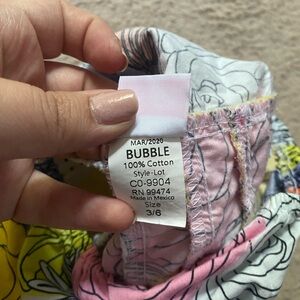 MAR/2020
BUBBLE
100% Cotton
Style-Lot
CO-9904
RN 99474
Made in Mexico
Size
3/6